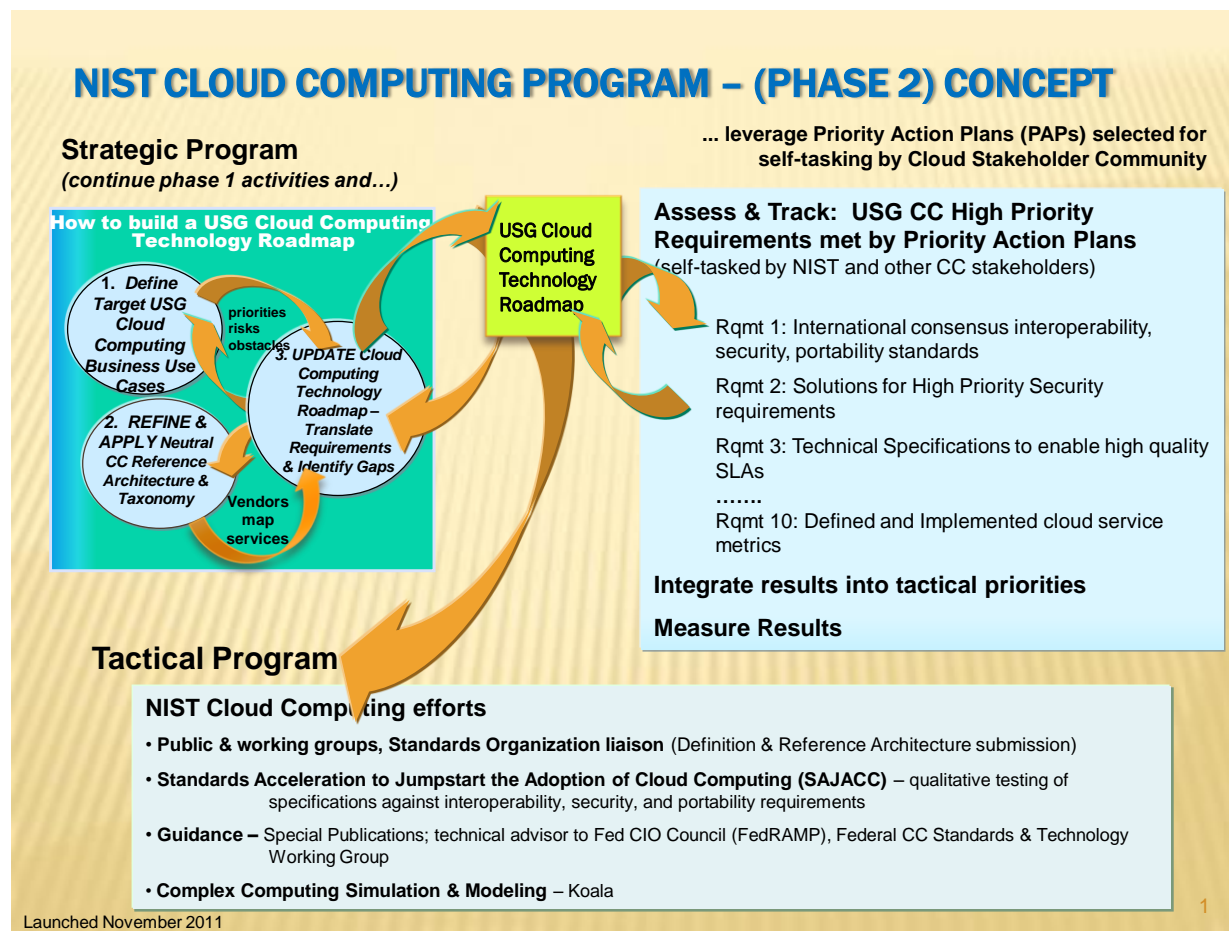 NIST CLOUD COMPUTING PROGRAM – (PHASE 2) CONCEPT
Strategic Program
(continue phase 1 activities and…)
... leverage Priority Action Plans (PAPs) selected for
self-tasking by Cloud Stakeholder Community
How to build a USG Cloud Computing
Technology Roadmap
1. Define
Target USG
Cloud
Computing
Business Use
Cases
priorities
risks
obstacles
2. REFINE &
APPLY Neutral
CC Reference
Architecture &
Taxonomy
3. UPDATE Cloud
Computing
Technology
Roadmap –
Translate
Requirements
& Identify Gaps
Vendors
map
services
USG Cloud
Computing
Technology
Roadmap
Assess & Track: USG CC High Priority
Requirements met by Priority Action Plans
(self-tasked by NIST and other CC stakeholders)
Rqmt 1: International consensus interoperability,
security, portability standards
Rqmt 2: Solutions for High Priority Security
requirements
Rqmt 3: Technical Specifications to enable high quality
SLAs
…….
Rqmt 10: Defined and Implemented cloud service
metrics
Integrate results into tactical priorities
Measure Results
Tactical Program
NIST Cloud Computing efforts
• Public & working groups, Standards Organization liaison (Definition & Reference Architecture submission)
• Standards Acceleration to Jumpstart the Adoption of Cloud Computing (SAJACC) – qualitative testing of
specifications against interoperability, security, and portability requirements
• Guidance – Special Publications; technical advisor to Fed CIO Council (FedRAMP), Federal CC Standards & Technology
Working Group
• Complex Computing Simulation & Modeling – Koala
Launched November 2011
1